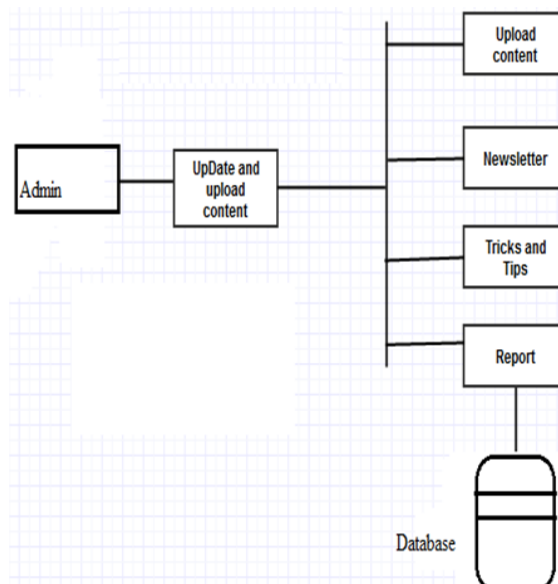 Upload
content
Admin
UpDate and
upload
content
Newsletter
Tricks and
Tips
Report
Database